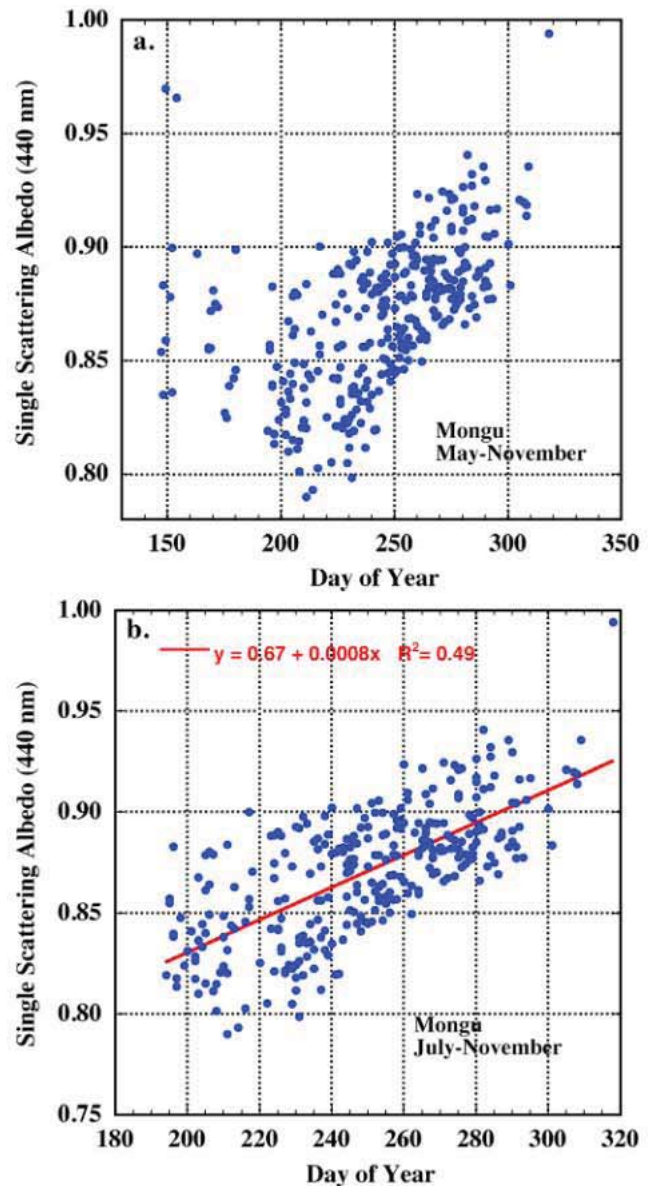 a.
Single Scattering Albedo (440 nm)
1.00
0.95
0.90
0.85
0.80
Mongu
May-November
150 200 250 300 350
Day of Year
b.
y = 0.67 + 0.0008x R²= 0.49
Single Scattering Albedo (440 nm)
1.00
0.95
0.90
0.85
0.80
0.75
Mongu
July-November
180 200 220 240 260 280 300 320
Day of Year